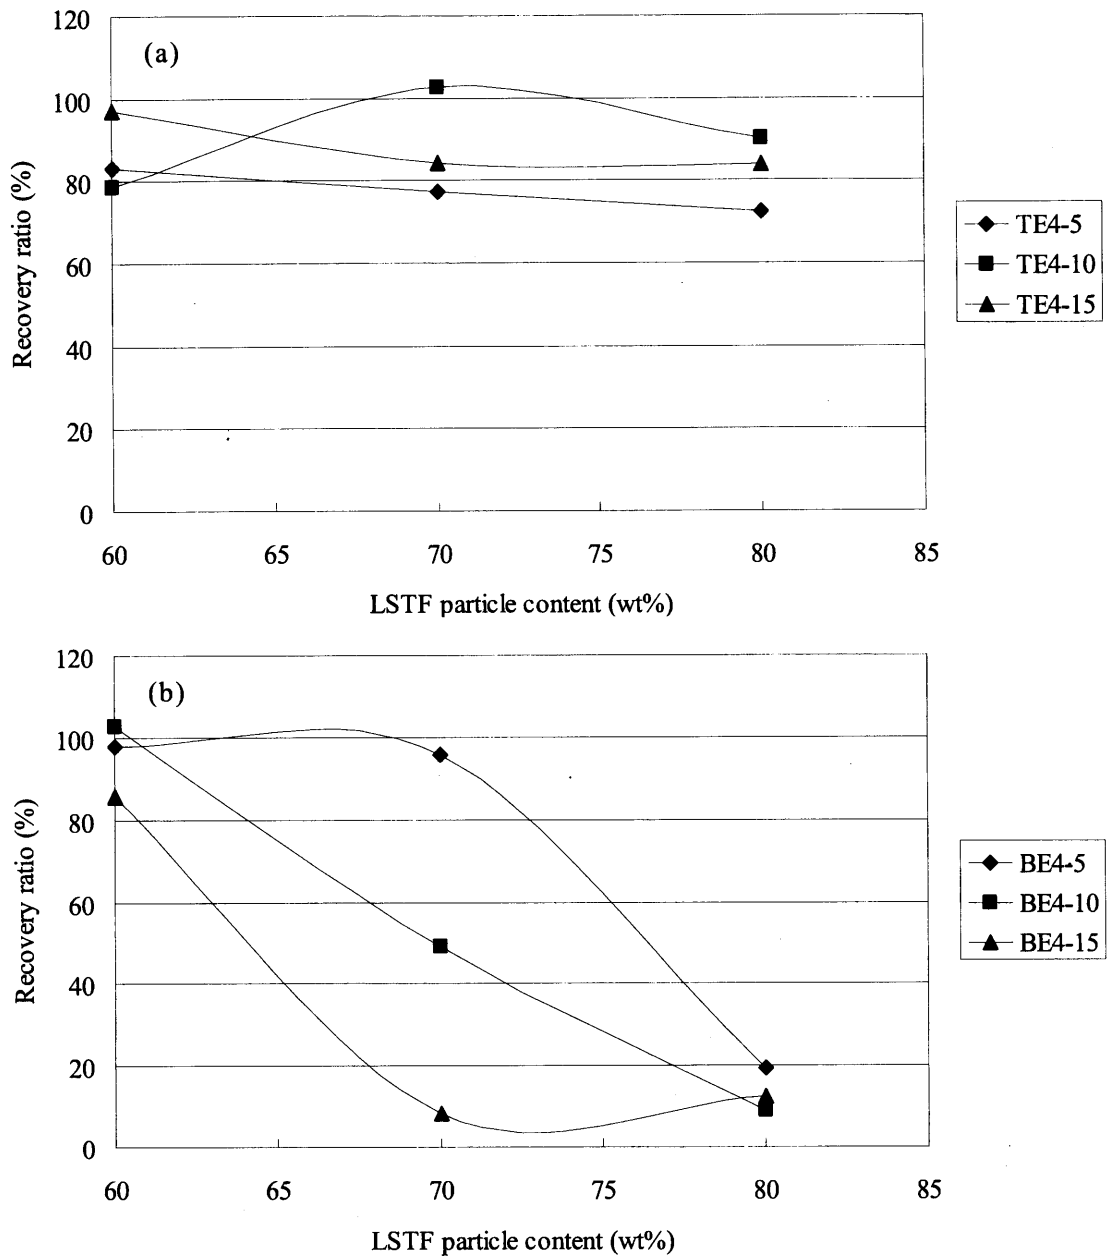 (a)
Recovery ratio (%)
120
100
80
60
40
20
0
60 65 70 75 80 85
LSTF particle content (wt%)
TE4-5
TE4-10
TE4-15
(b)
Recovery ratio (%)
120
100
80
60
40
20
0
60 65 70 75 80 85
LSTF particle content (wt%)
BE4-5
BE4-10
BE4-15